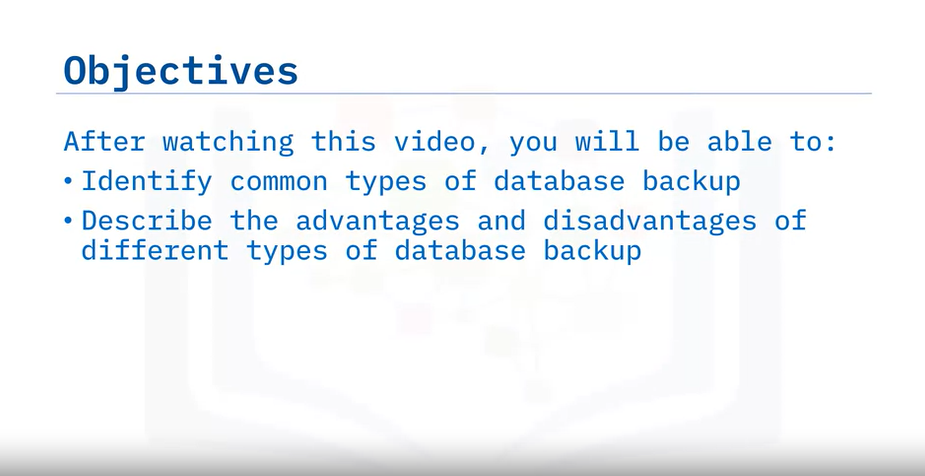 Objectives
After watching this video, you will be able to:
• Identify common types of database backup
• Describe the advantages and disadvantages of
different types of database backup